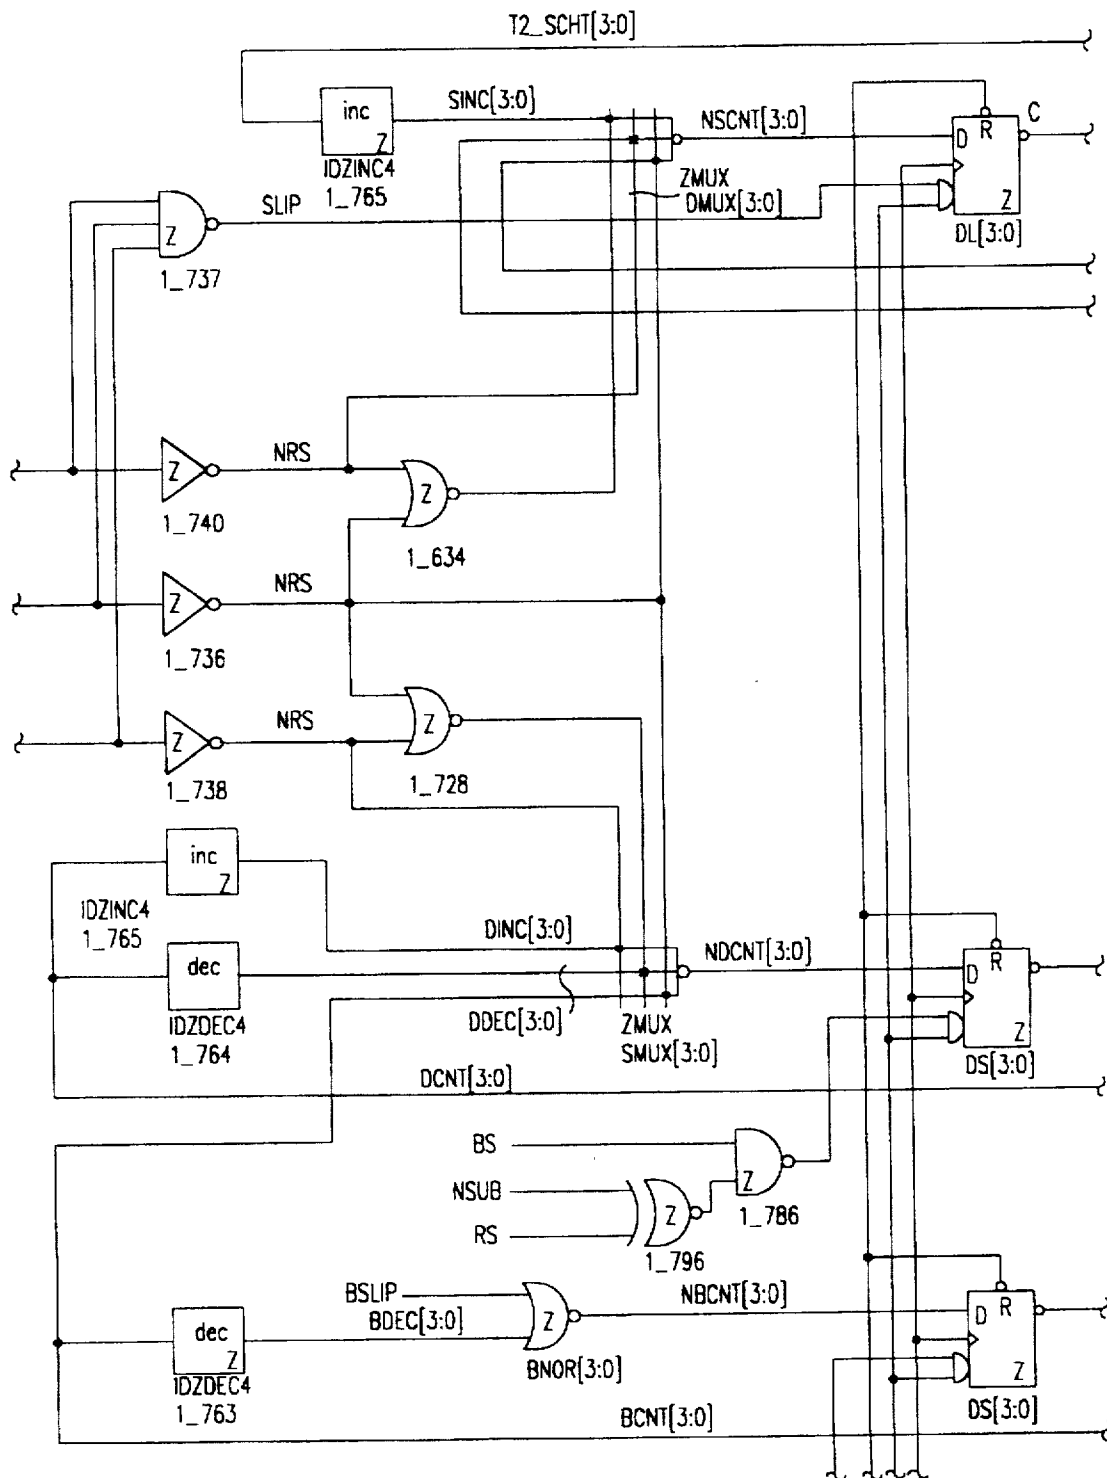 T2_SCHT[3:0]
inc
Z
IDZINC4
1_765
SINC[3:0]
NSCNT[3:0]
C
D
R
Z
DL[3:0]
ZMUX
DMUX[3:0]
SLIP
Z
1_737
Z
NRS
1_740
Z
1_634
Z
NRS
1_736
Z
NRS
1_738
Z
1_728
inc
Z
IDZINC4
1_765
DINC[3:0]
dec
IDZDEC4
1_764
DDEC[3:0]
ZMUX
SMUX[3:0]
NDCNT[3:0]
D
R
Z
DS[3:0]
DCNT[3:0]
BS
NSUB
RS
Z
1_786
Z
1_796
BSLIP
BDEC[3:0]
dec
Z
IDZDEC4
1_763
Z
BNOR[3:0]
NBCNT[3:0]
D
R
Z
DS[3:0]
BCNT[3:0]